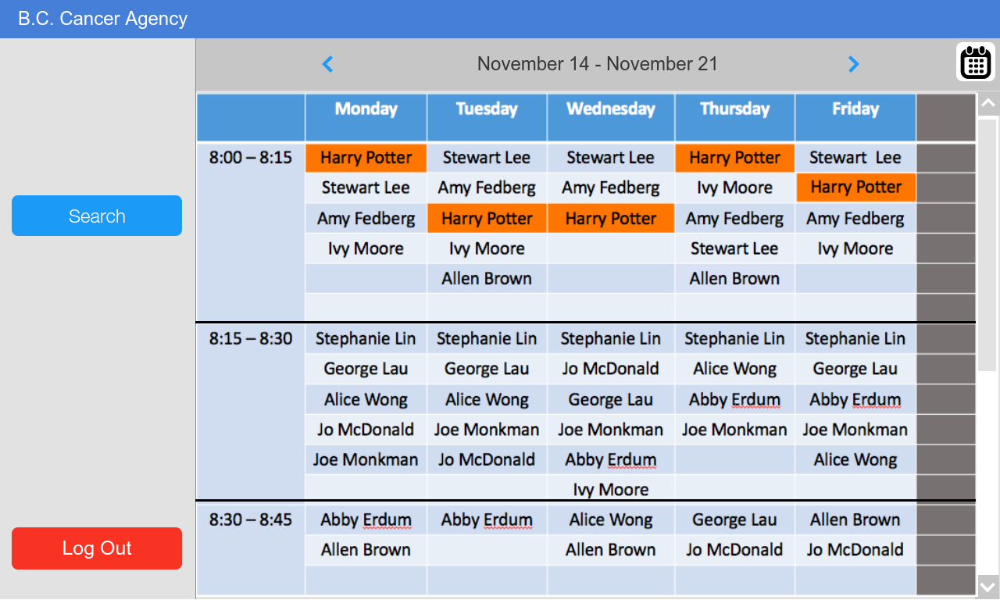 B.C. Cancer Agency
November 14 - November 21
Search
Log Out
Monday Tuesday Wednesday Thursday Friday
8:00 – 8:15 Harry Potter Stewart Lee Stewart Lee Harry Potter Stewart Lee
Stewart Lee Amy Fedberg Amy Fedberg Ivy Moore Harry Potter
Amy Fedberg Harry Potter Harry Potter Amy Fedberg Amy Fedberg
Ivy Moore Ivy Moore Stewart Lee Ivy Moore
Allen Brown Allen Brown
8:15 – 8:30 Stephanie Lin Stephanie Lin Stephanie Lin Stephanie Lin Stephanie Lin
George Lau George Lau Jo McDonald Alice Wong George Lau
Alice Wong Alice Wong George Lau Abby Erdum Abby Erdum
Jo McDonald Joe Monkman Joe Monkman Joe Monkman Joe Monkman
Joe Monkman Jo McDonald Abby Erdum Alice Wong
Ivy Moore
8:30 – 8:45 Abby Erdum Abby Erdum Alice Wong George Lau Allen Brown
Allen Brown Allen Brown Jo McDonald Jo McDonald